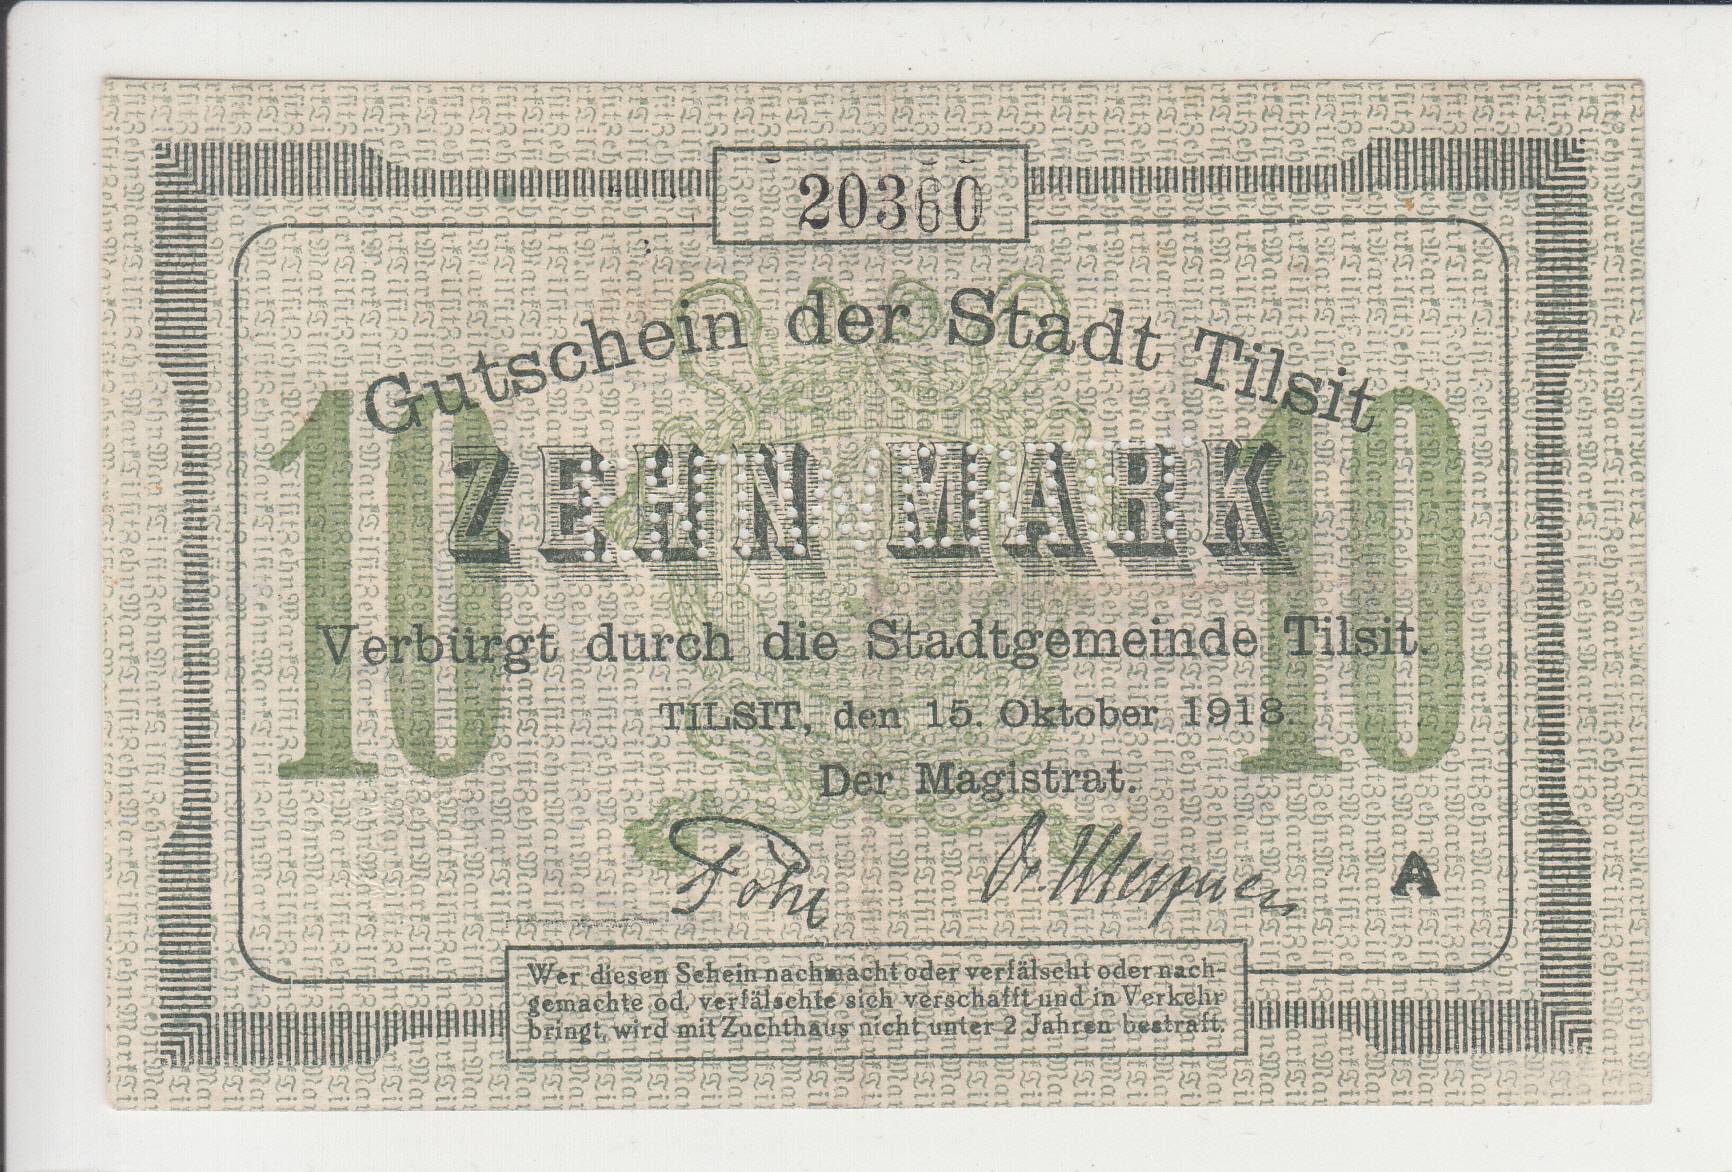 20360
Gutschein der Stadt Tilsit
10 ZEHN MARK 10
Verbürgt durch die Stadtgemeinde Tilsit.
TILSIT, den 15. Oktober 1918.
Der Magistrat.
Pohl
A
Wer diesen Schein nachmacht oder verfälscht oder nach-
gemachte od. verfälschte sich verschafft und in Verkehr
bringt, wird mit Zuchthaus nicht unter 2 Jahren bestraft.